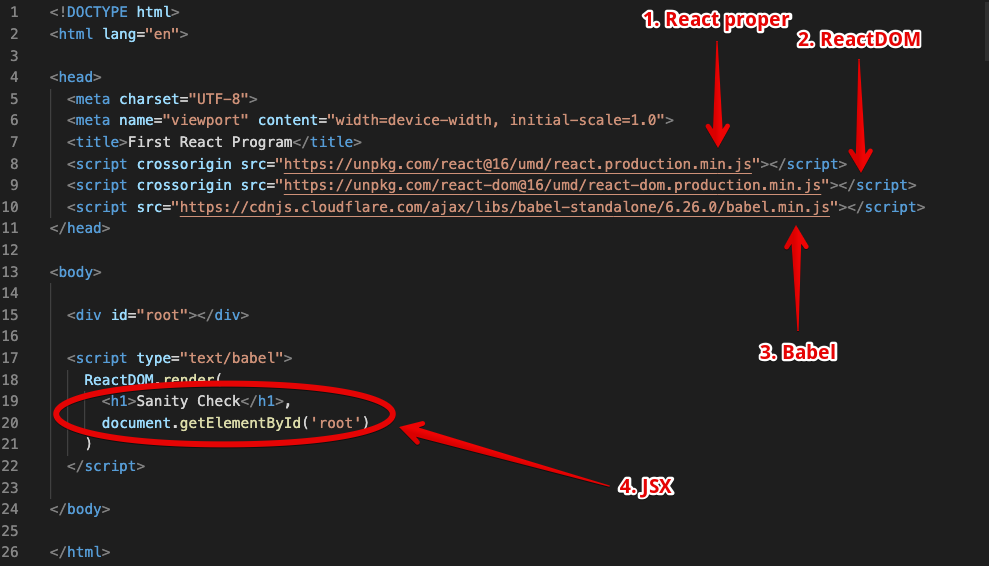 1. React proper
2. ReactDOM
1 <!DOCTYPE html>
2 <html lang="en">
3
4 <head>
5 <meta charset="UTF-8">
6 <meta name="viewport" content="width=device-width, initial-scale=1.0">
7 <title>First React Program</title>
8 <script crossorigin src="https://unpkg.com/react@16/umd/react.production.min.js"></script>
9 <script crossorigin src="https://unpkg.com/react-dom@16/umd/react-dom.production.min.js"></script>
10 <script src="https://cdnjs.cloudflare.com/ajax/libs/babel-standalone/6.26.0/babel.min.js"></script>
11 </head>
12
13 <body>
14
15 <div id="root"></div>
16
3. Babel
17 <script type="text/babel">
18 ReactDOM.render(
19 <h1>Sanity Check</h1>,
20 document.getElementById('root')
21 )
22 </script>
4. JSX
23
24 </body>
25
26 </html>